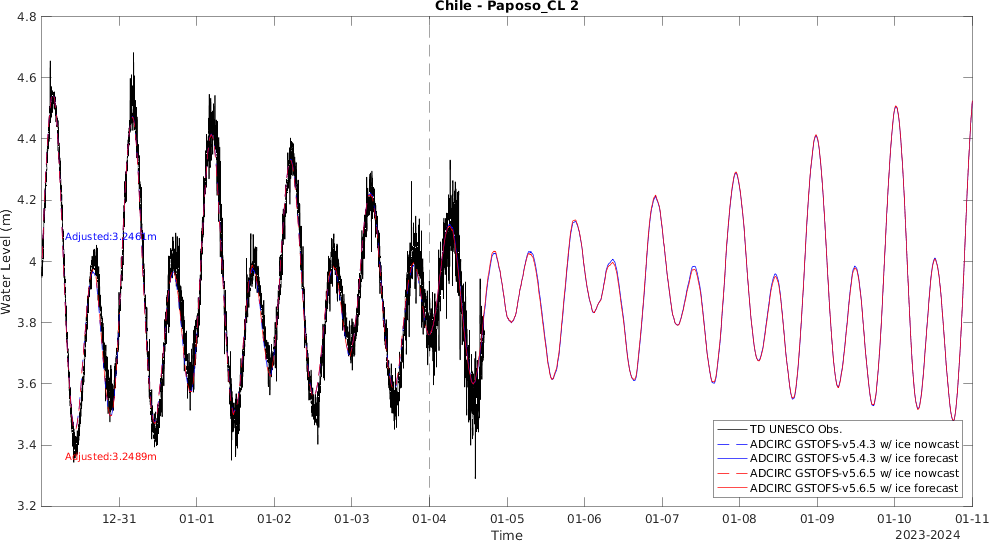 Chile - Paposo_CL 2
4.8
4.6
4.4
4.2
4
3.8
3.6
3.4
3.2
Water Level (m)
Adjusted:3.2461m
Adjusted:3.2489m
TD UNESCO Obs.
ADCIRC GSTOFS-v5.4.3 w/ ice nowcast
ADCIRC GSTOFS-v5.4.3 w/ ice forecast
ADCIRC GSTOFS-v5.6.5 w/ ice nowcast
ADCIRC GSTOFS-v5.6.5 w/ ice forecast
12-31 01-01 01-02 01-03 01-04 01-05 01-06 01-07 01-08 01-09 01-10 01-11
Time
2023-2024